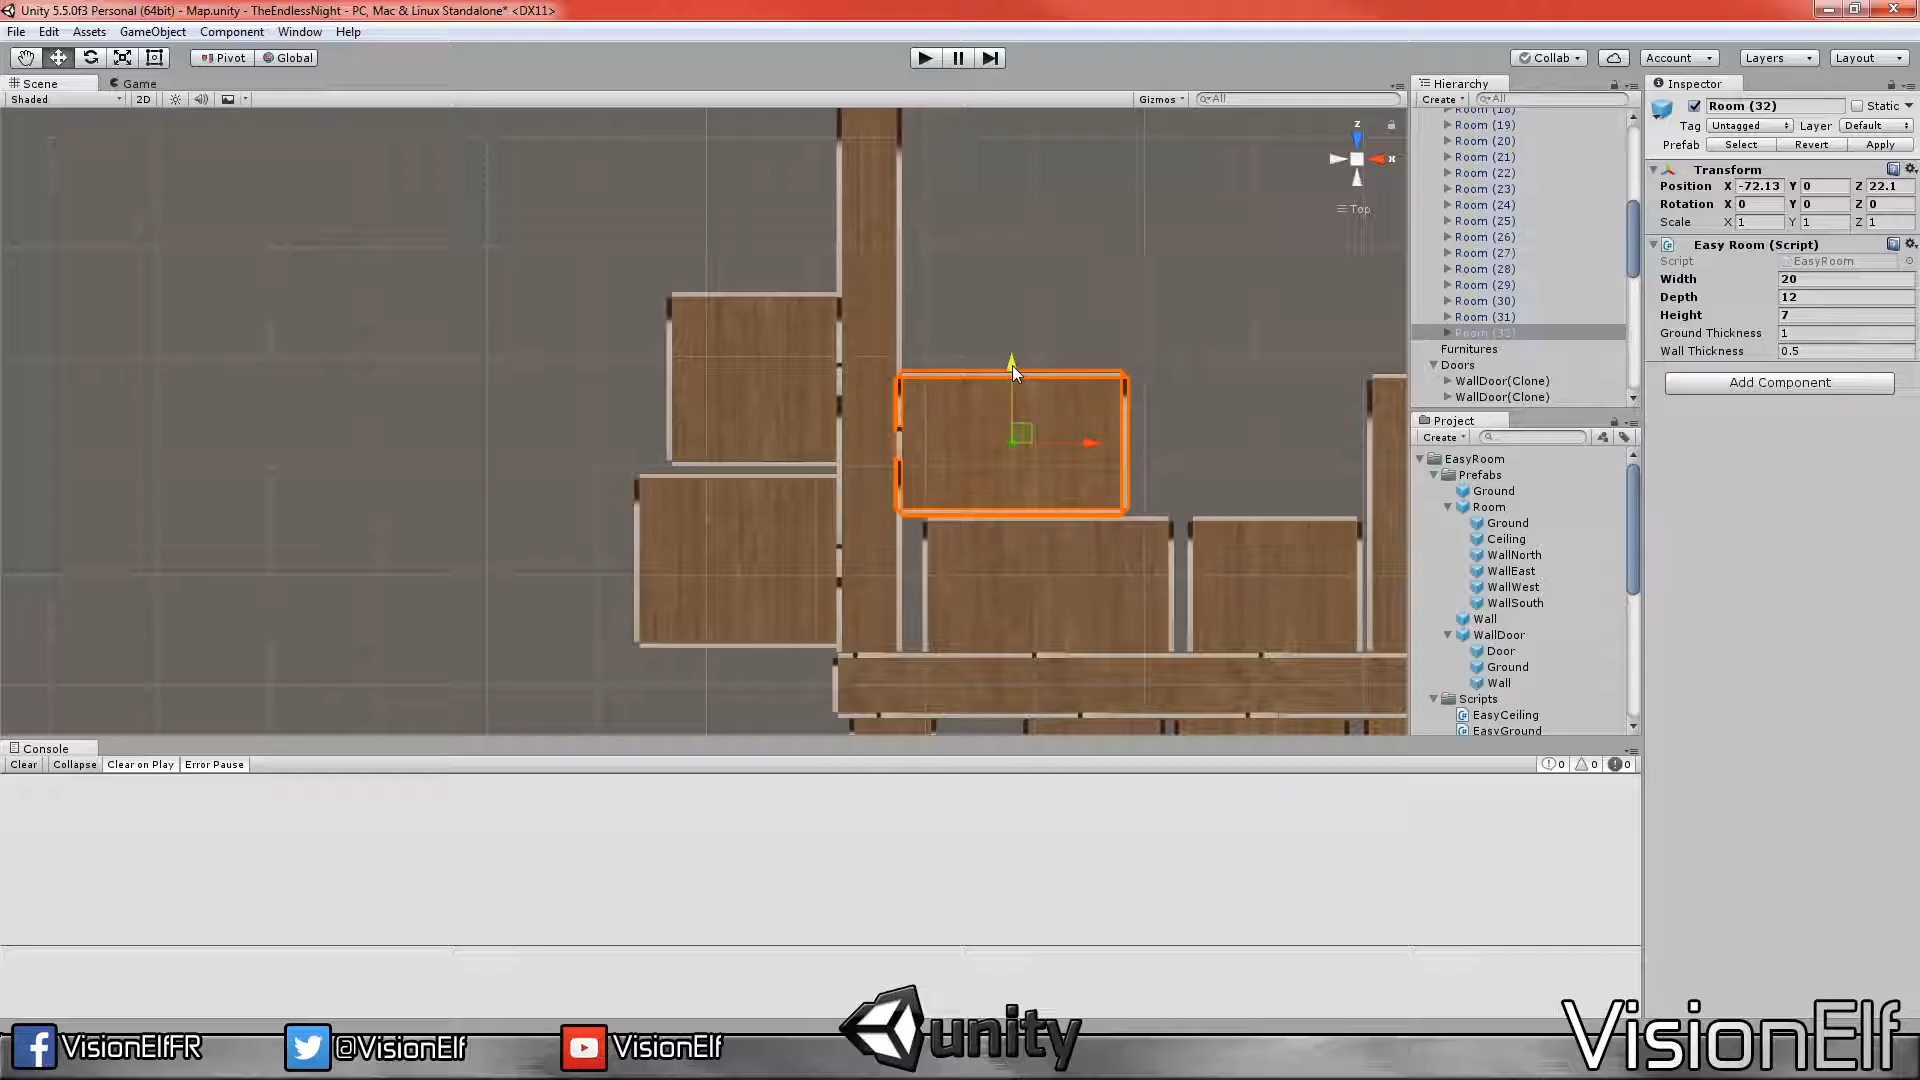 Unity 5.5.0f3 Personal (64bit) - Map.unity - TheEndlessNight - PC, Mac & Linux Standalone* <DX11>
File Edit Assets GameObject Component Window Help
Pivot Global Collab Account Layers Layout
Scene Game
Shaded 2D Gizmos All
z
x
Top
Hierarchy
Create All
Room (18)
Room (19)
Room (20)
Room (21)
Room (22)
Room (23)
Room (24)
Room (25)
Room (26)
Room (27)
Room (28)
Room (29)
Room (30)
Room (31)
Room (32)
Furnitures
Doors
WallDoor(Clone)
WallDoor(Clone)
Project
Create
EasyRoom
Prefabs
Ground
Room
Ground
Ceiling
WallNorth
WallEast
WallWest
WallSouth
Wall
WallDoor
Door
Ground
Wall
Scripts
EasyCeiling
EasyGround
Inspector
Room (32) Static
Tag Untagged Layer Default
Prefab Select Revert Apply
Transform
Position X -72.13 Y 0 Z 22.1
Rotation X 0 Y 0 Z 0
Scale X 1 Y 1 Z 1
Easy Room (Script)
Script EasyRoom
Width 20
Depth 12
Height 7
Ground Thickness 1
Wall Thickness 0.5
Add Component
Console
Clear Collapse Clear on Play Error Pause 0 0 0
VisionElfFR @VisionElf VisionElf unity VisionElf